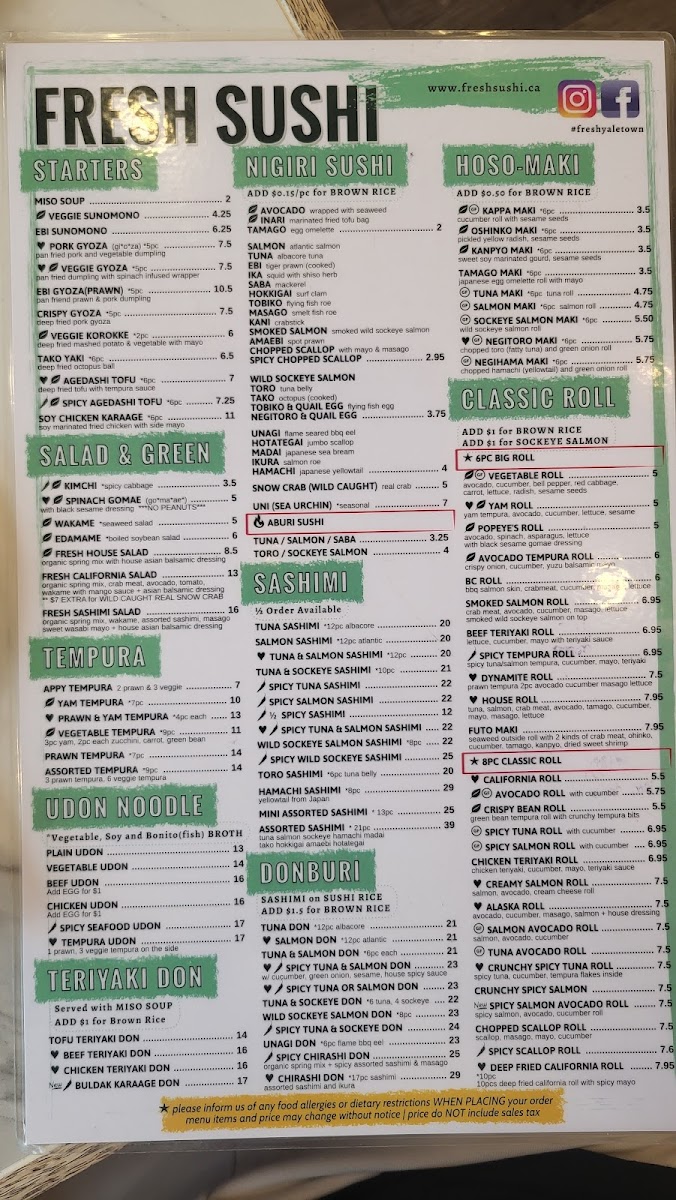 FRESH SUSHI
www.freshsushi.ca
#freshyaletown
STARTERS
MISO SOUP 2
VEGGIE SUNOMONO 4.25
EBI SUNOMONO 6.25
PORK GYOZA (gi*o*za) *5pc 7.5
pan fried pork and vegetable dumpling
VEGGIE GYOZA *5pc 7.5
pan fried dumpling with spinach infused wrapper
EBI GYOZA(PRAWN) *5pc 10.5
pan friend prawn & pork dumpling
CRISPY GYOZA *5pc 7.5
deep fried pork gyoza
VEGGIE KOROKKE *2pc 6
deep fried mashed potato & vegetable with mayo
TAKO YAKI *6pc 6.5
deep fried octopus ball
AGEDASHI TOFU *6pc 7
deep fried tofu with tempura sauce
SPICY AGEDASHI TOFU *6pc 7.25
SOY CHICKEN KARAAGE *6pc 11
soy marinated fried chicken with side mayo
SALAD & GREEN
KIMCHI *spicy cabbage 3.5
SPINACH GOMAE (go*ma*ae*) 5
with black sesame dressing ***NO PEANUTS***
WAKAME *seaweed salad 5
EDAMAME *boiled soybean salad 6
FRESH HOUSE SALAD 8.5
organic spring mix with house asian balsamic dressing
FRESH CALIFORNIA SALAD 13
organic spring mix, crab meat, avocado, tomato,
wakame with mango sauce + asian balsamic dressing
** $7 EXTRA for WILD CAUGHT REAL SNOW CRAB
FRESH SASHIMI SALAD 16
organic spring mix, wakame, assorted sashimi, masago
sweet wasabi mayo + house asian balsamic dressing
TEMPURA
APPY TEMPURA 2 prawn & 3 veggie 7
YAM TEMPURA *7pc 10
PRAWN & YAM TEMPURA *4pc each 13
VEGETABLE TEMPURA *9pc 11
3pc yam, 2pc each zucchini, carrot, green bean
PRAWN TEMPURA *7pc 14
ASSORTED TEMPURA *9pc 14
3 prawn tempura, 6 veggie tempura
UDON NOODLE
*Vegetable, Soy and Bonito(fish) BROTH
PLAIN UDON 13
VEGETABLE UDON 14
BEEF UDON 16
Add EGG for $1
CHICKEN UDON 16
Add EGG for $1
SPICY SEAFOOD UDON 17
TEMPURA UDON 17
1 prawn, 3 veggie tempura on the side
TERIYAKI DON
Served with MISO SOUP
ADD $1 for Brown Rice
TOFU TERIYAKI DON 14
BEEF TERIYAKI DON 16
CHICKEN TERIYAKI DON 16
New BULDAK KARAAGE DON 17
NIGIRI SUSHI
ADD $0.15/pc for BROWN RICE
AVOCADO wrapped with seaweed
INARI marinated fried tofu bag
TAMAGO egg omelette 2
SALMON atlantic salmon
TUNA albacore tuna
EBI tiger prawn (cooked)
IKA squid with shiso herb
SABA mackerel
HOKKIGAI surf clam
TOBIKO flying fish roe
MASAGO smelt fish roe
KANI crabstick
SMOKED SALMON smoked wild sockeye salmon
AMAEBI spot prawn
CHOPPED SCALLOP with mayo & masago
SPICY CHOPPED SCALLOP 2.95
WILD SOCKEYE SALMON
TORO tuna belly
TAKO octopus (cooked)
TOBIKO & QUAIL EGG flying fish egg
NEGITORO & QUAIL EGG 3.75
UNAGI flame seared bbq eel
HOTATEGAI jumbo scallop
MADAI japanese sea bream
IKURA salmon roe
HAMACHI japanese yellowtail 4
SNOW CRAB (WILD CAUGHT) real crab 5
UNI (SEA URCHIN) *seasonal 7
ABURI SUSHI
TUNA / SALMON / SABA 3.25
TORO / SOCKEYE SALMON 4
SASHIMI
½ Order Available
TUNA SASHIMI *12pc albacore 20
SALMON SASHIMI *12pc atlantic 20
TUNA & SALMON SASHIMI *12pc 20
TUNA & SOCKEYE SASHIMI *10pc 21
SPICY TUNA SASHIMI 22
SPICY SALMON SASHIMI 22
½ SPICY SASHIMI 12
SPICY TUNA & SALMON SASHIMI 22
WILD SOCKEYE SALMON SASHIMI *8pc 22
SPICY WILD SOCKEYE SASHIMI 25
TORO SASHIMI *6pc tuna belly 20
HAMACHI SASHIMI *8pc 29
yellowtail from Japan
MINI ASSORTED SASHIMI * 13pc 25
ASSORTED SASHIMI * 21pc 39
tuna salmon sockeye hamachi madai
tako hokkigai amaebi hotategai
DONBURI
SASHIMI on SUSHI RICE
ADD $1.5 for BROWN RICE
TUNA DON *12pc albacore 21
SALMON DON *12pc atlantic 21
TUNA & SALMON DON *6pc each 21
SPICY TUNA & SALMON DON 23
w/ cucumber, green onion, sesame, house spicy sauce
SPICY TUNA OR SALMON DON 23
TUNA & SOCKEYE DON *6 tuna, 4 sockeye 22
WILD SOCKEYE SALMON DON *8pc 23
SPICY TUNA & SOCKEYE DON 24
UNAGI DON *6pc flame bbq eel 23
SPICY CHIRASHI DON 25
organic spring mix + spicy assorted sashimi & masago
CHIRASHI DON *17pc sashimi 29
assorted sashimi and ikura
HOSO-MAKI
ADD $0.50 for BROWN RICE
GF KAPPA MAKI *6pc 3.5
cucumber roll with sesame seeds
OSHINKO MAKI *6pc 3.5
pickled yellow radish, sesame seeds
KANPYO MAKI *6pc 3.5
sweet soy marinated gourd, sesame seeds
TAMAGO MAKI *6pc 3.5
japanese egg omelette roll with mayo
GF TUNA MAKI *6pc tuna roll 4.75
GF SALMON MAKI *6pc salmon roll 4.75
GF SOCKEYE SALMON MAKI *6pc 5.50
wild sockeye salmon roll
GF NEGITORO MAKI *6pc 5.75
chopped toro (fatty tuna) and green onion roll
GF NEGIHAMA MAKI *6pc 5.75
chopped hamachi (yellowtail) and green onion roll
CLASSIC ROLL
ADD $1 for BROWN RICE
ADD $1 for SOCKEYE SALMON
★ 6PC BIG ROLL
GF VEGETABLE ROLL 5
avocado, cucumber, bell pepper, red cabbage,
carrot, lettuce, radish, sesame seeds
YAM ROLL 5
yam tempura, avocado, cucumber, lettuce, sesame
POPEYE'S ROLL 5
avocado, spinach, asparagus, lettuce
with black sesame gomae dressing
AVOCADO TEMPURA ROLL 6
crispy onion, cucumber, yuzu balsamic
BC ROLL 6
bbq salmon skin, crabmeat, cucumber, lettuce
SMOKED SALMON ROLL 6.95
crab meat, avocado, cucumber, masago, lettuce
smoked wild sockeye salmon on top
BEEF TERIYAKI ROLL 6.95
lettuce, cucumber, mayo with teriyaki sauce
SPICY TEMPURA ROLL 6.95
spicy tuna/salmon tempura, cucumber, mayo, teriyaki
DYNAMITE ROLL 7.5
prawn tempura 2pc avocado cucumber masago lettuce
HOUSE ROLL 7.95
tuna, salmon, crab meat, avocado, tamago, cucumber,
mayo, masago, lettuce
FUTO MAKI 7.95
seaweed outside roll with 2 kinds of crab meat, ohinko,
cucumber, tamago, kanpyo, dried sweet shrimp
★ 8PC CLASSIC ROLL
CALIFORNIA ROLL 5.5
GF AVOCADO ROLL with cucumber 5.75
CRISPY BEAN ROLL 5.5
green bean tempura roll with crunchy tempura bits
GF SPICY TUNA ROLL with cucumber 6.95
GF SPICY SALMON ROLL with cucumber 6.95
CHICKEN TERIYAKI ROLL 6.95
chicken teriyaki, cucumber, mayo, teriyaki sauce
CREAMY SALMON ROLL 7.5
salmon, avocado, cream cheese roll
ALASKA ROLL 7.5
avocado, cucumber, masago, salmon + house dressing
GF SALMON AVOCADO ROLL 7.5
salmon, avocado, cucumber
GF TUNA AVOCADO ROLL 7.5
CRUNCHY SPICY TUNA ROLL 7.5
spicy tuna, cucumber, tempura flakes inside
CRUNCHY SPICY SALMON 7.5
New SPICY SALMON AVOCADO ROLL 7.5
spicy salmon, avocado, cucumber roll
CHOPPED SCALLOP ROLL 7.5
scallop, masago, mayo, cucumber
SPICY SCALLOP ROLL 7.6
DEEP FRIED CALIFORNIA ROLL 7.95
*10pc
10pcs deep fried california roll with spicy mayo
★ please inform us of any food allergies or dietary restrictions WHEN PLACING your order
menu items and price may change without notice | price do NOT include sales tax